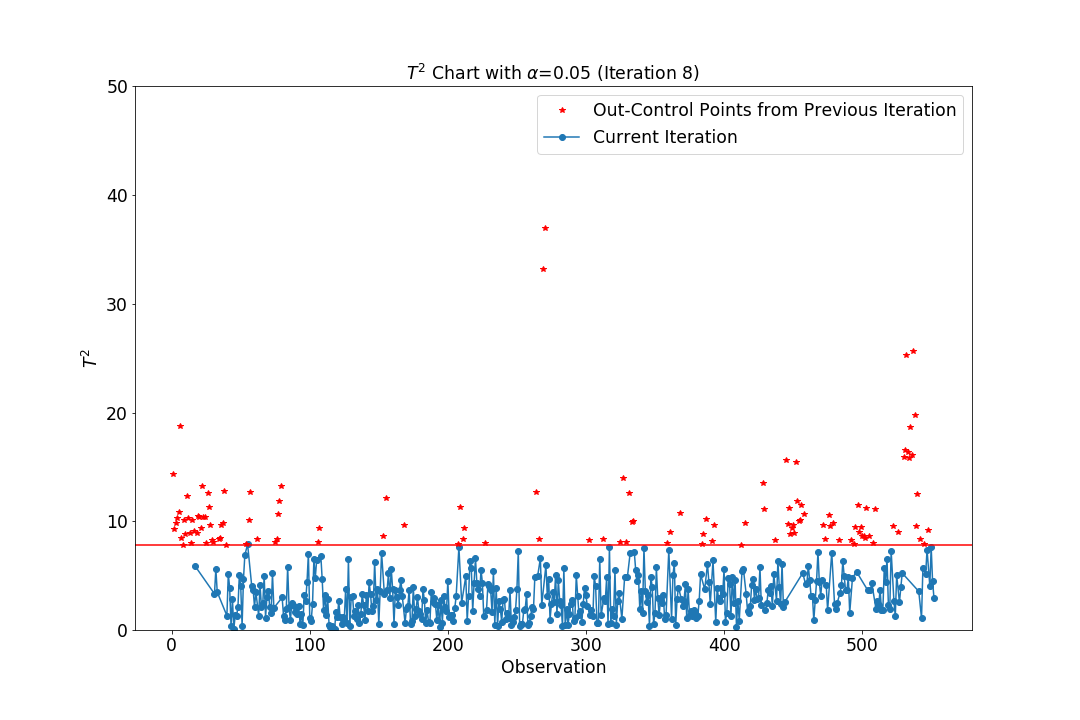 T² Chart with α=0.05 (Iteration 8)
Out-Control Points from Previous Iteration
Current Iteration
50
40
30
20
10
0
T²
0 100 200 300 400 500
Observation